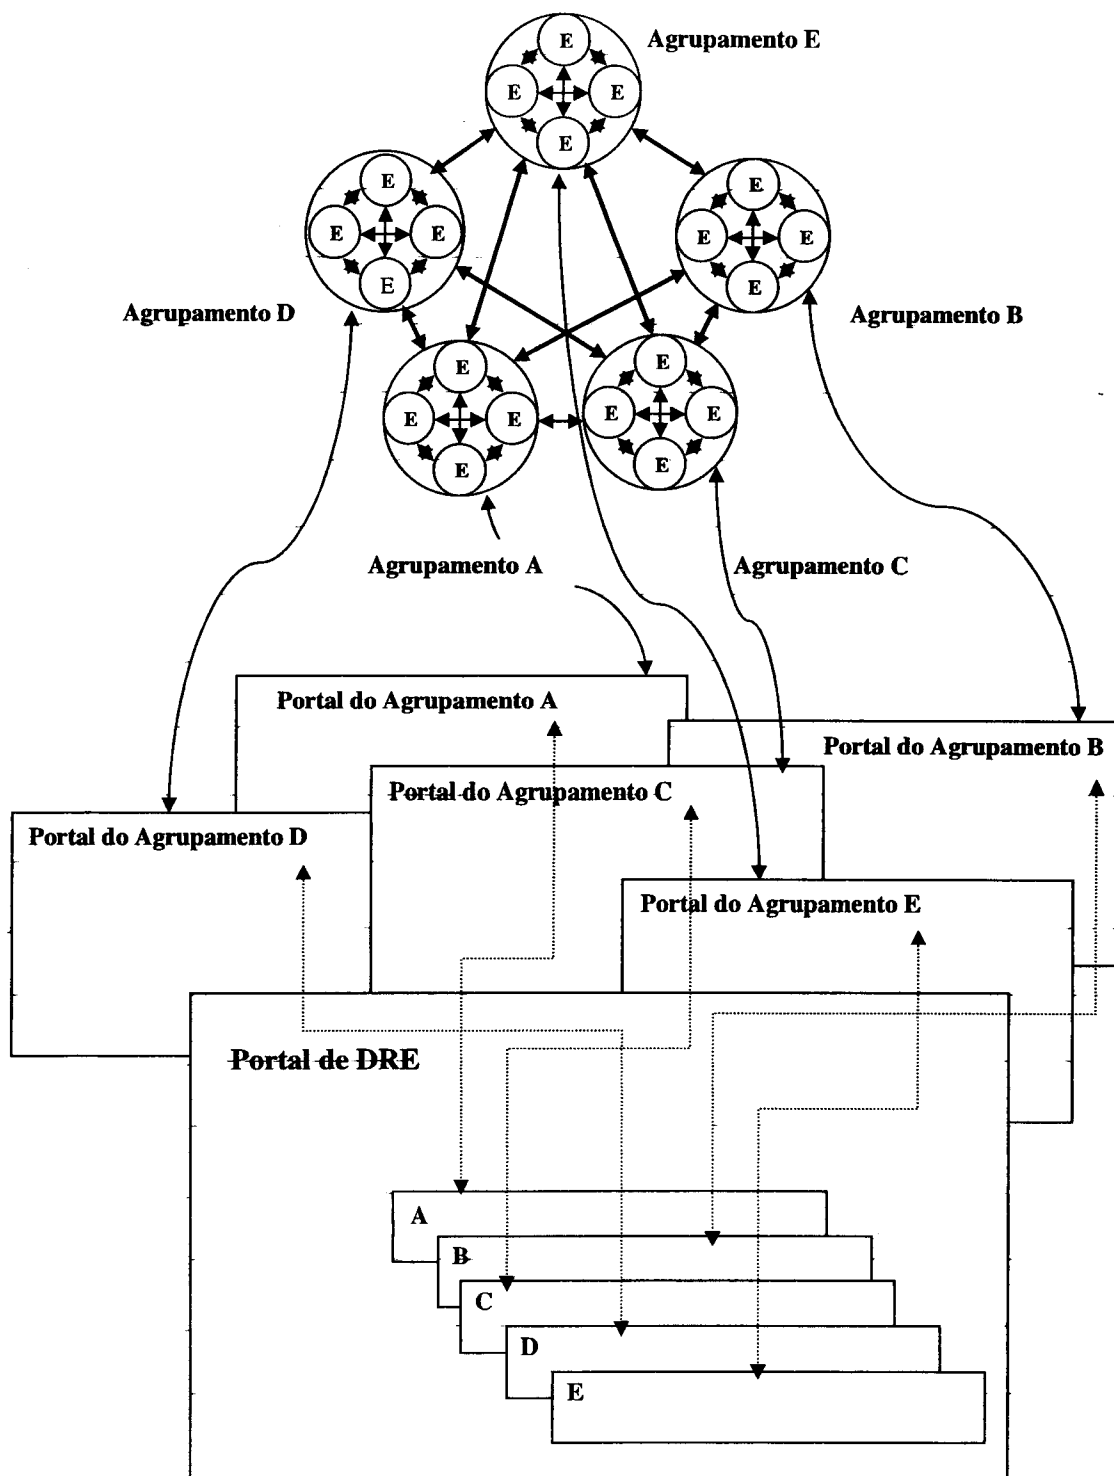 E
Agrupamento E
E E
E
E
E E
E
E
E E
E
Agrupamento D
Agrupamento B
E
E E
E
E
E E
E
Agrupamento A
Agrupamento C
Portal do Agrupamento A
Portal do Agrupamento B
Portal do Agrupamento C
Portal do Agrupamento D
Portal do Agrupamento E
Portal de DRE
A
B
C
D
E